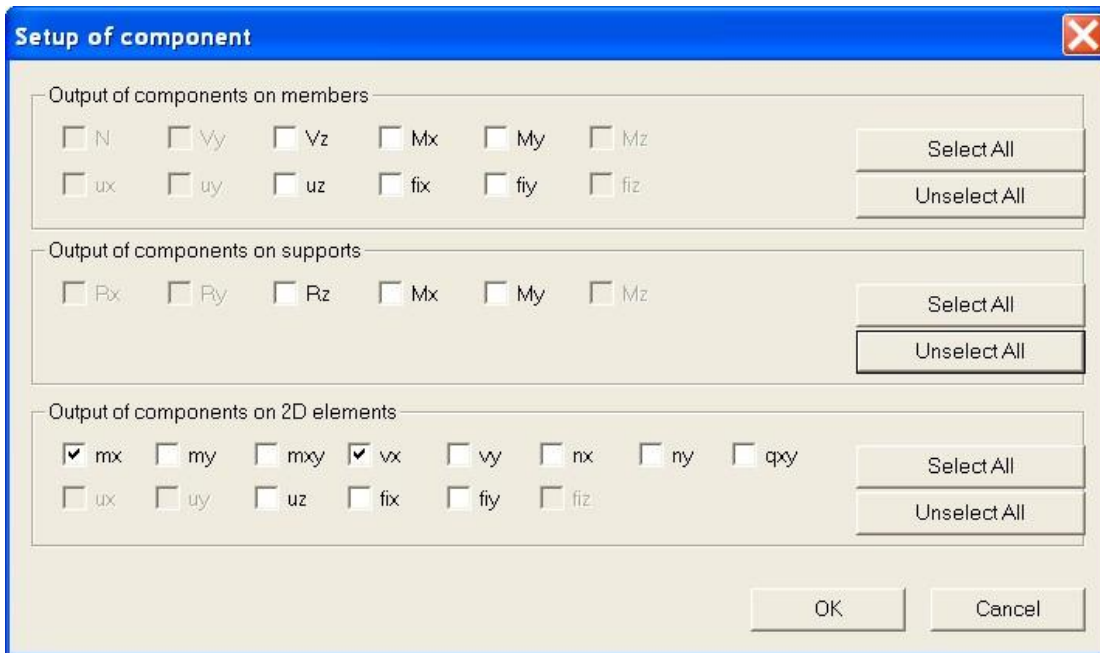 Setup of component
Output of components on members
N Vy Vz Mx My Mz
Select All
ux uy uz fix fiy fiz
Unselect All
Output of components on supports
Rx Ry Rz Mx My Mz
Select All
Unselect All
Output of components on 2D elements
mx my mxy vx vy nx ny qxy
Select All
ux uy uz fix fiy fiz
Unselect All
OK Cancel